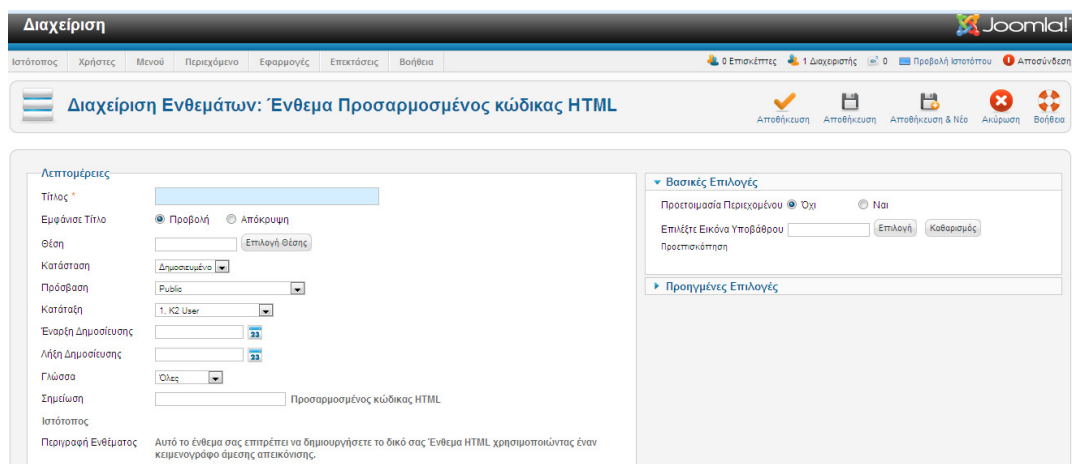 Διαχείριση
Joomla!
Ιστότοπος Χρήστες Μενού Περιεχόμενο Εφαρμογές Επεκτάσεις Βοήθεια
0 Επισκέπτες 1 Διαχειριστής 0 Προβολή Ιστοτόπου Αποσύνδεση
Διαχείριση Ενθεμάτων: Ένθεμα Προσαρμοσμένος κώδικας HTML
Αποθήκευση Αποθήκευση Αποθήκευση & Νέο Ακύρωση Βοήθεια
Λεπτομέρειες
Τίτλος *
Εμφάνισε Τίτλο Προβολή Απόκρυψη
Θέση Επιλογή Θέσης
Κατάσταση Δημοσιευμένο
Πρόσβαση Public
Κατάταξη 1. K2 User
Έναρξη Δημοσίευσης 23
Λήξη Δημοσίευσης 23
Γλώσσα Όλες
Σημείωση Προσαρμοσμένος κώδικας HTML
Ιστότοπος
Περιγραφή Ενθέματος Αυτό το ένθεμα σας επιτρέπει να δημιουργήσετε το δικό σας Ένθεμα HTML χρησιμοποιώντας έναν
κειμενογράφο άμεσης απεικόνισης.
Βασικές Επιλογές
Προετοιμασία Περιεχομένου Όχι Ναι
Επιλέξτε Εικόνα Υποβάθρου Επιλογή Καθαρισμός
Προεπισκόπηση
Προηγμένες Επιλογές